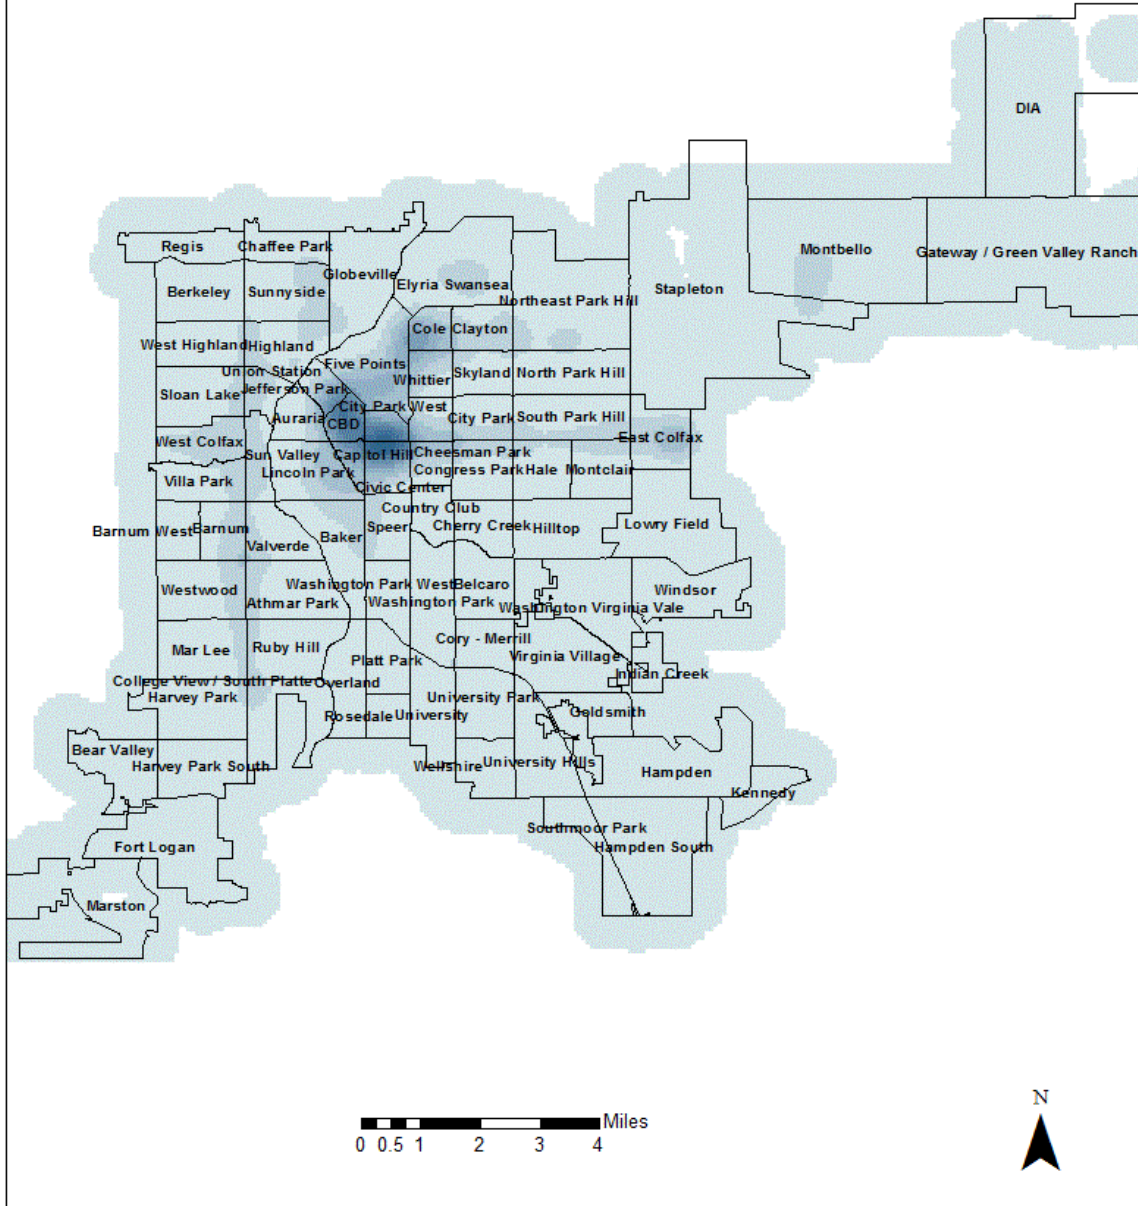 DIA
Regis
Chaffee Park
Montbello
Gateway / Green Valley Ranch
Globeville
Elyria Swansea
Berkeley
Sunnyside
Stapleton
Northeast Park Hill
Cole
Clayton
West Highland
Highland
Five Points
Union Station
Whittier
Skyland
North Park Hill
Sloan Lake
Jefferson Park
City Park West
Auraria
CBD
City Park
South Park Hill
West Colfax
East Colfax
Sun Valley
Capitol Hill
Cheesman Park
Lincoln Park
Congress Park
Hale
Montclair
Villa Park
Civic Center
Country Club
Barnum West
Barnum
Speer
Cherry Creek
Hilltop
Lowry Field
Valverde
Baker
Westwood
Washington Park West
Belcaro
Windsor
Athmar Park
Washington Park
Washington Virginia Vale
Mar Lee
Ruby Hill
Cory - Merrill
Platt Park
Virginia Village
College View / South Platte
Overland
Indian Creek
Harvey Park
University Park
Rosedale
University
Goldsmith
Bear Valley
Harvey Park South
Wellshire
University Hills
Hampden
Kennedy
Southmoor Park
Fort Logan
Hampden South
Marston
N
Miles
0 0.5 1 2 3 4